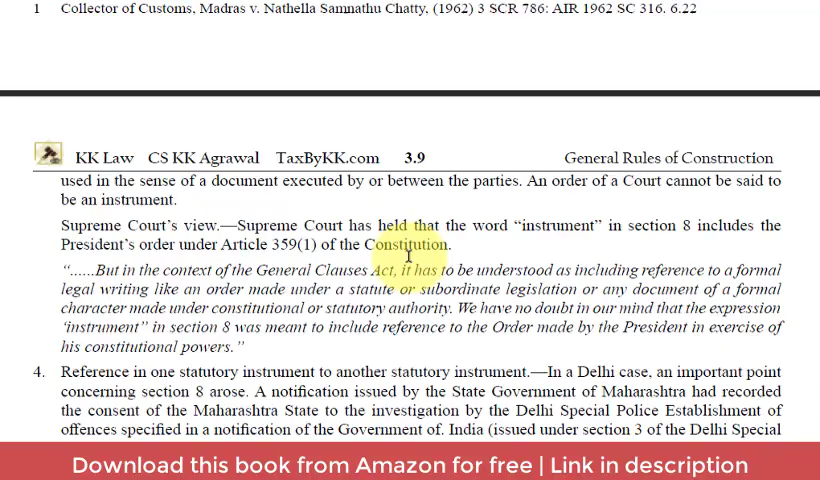 1 Collector of Customs, Madras v. Nathella Samnathu Chatty, (1962) 3 SCR 786: AIR 1962 SC 316. 6.22
KK Law CS KK Agrawal TaxByKK.com 3.9 General Rules of Construction
used in the sense of a document executed by or between the parties. An order of a Court cannot be said to
be an instrument.
Supreme Court's view.—Supreme Court has held that the word “instrument” in section 8 includes the
President's order under Article 359(1) of the Constitution.
“......But in the context of the General Clauses Act, it has to be understood as including reference to a formal
legal writing like an order made under a statute or subordinate legislation or any document of a formal
character made under constitutional or statutory authority. We have no doubt in our mind that the expression
‘instrument” in section 8 was meant to include reference to the Order made by the President in exercise of
his constitutional powers.”
4. Reference in one statutory instrument to another statutory instrument.—In a Delhi case, an important point
concerning section 8 arose. A notification issued by the State Government of Maharashtra had recorded
the consent of the Maharashtra State to the investigation by the Delhi Special Police Establishment of
offences specified in a notification of the Government of. India (issued under section 3 of the Delhi Special
Download this book from Amazon for free | Link in description